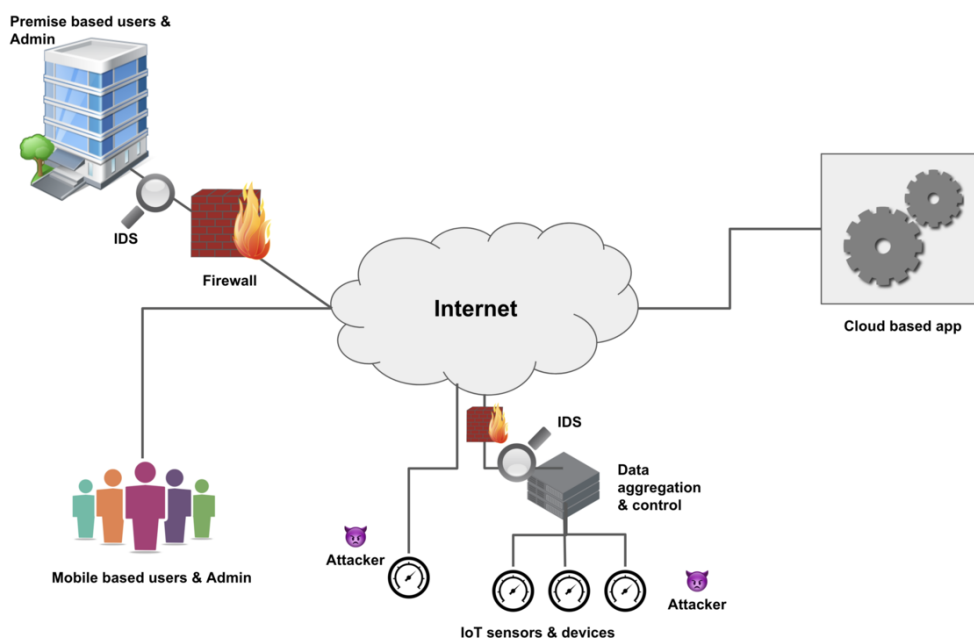 Premise based users &
Admin
IDS
Firewall
Internet
Cloud based app
IDS
Data
aggregation
& control
Mobile based users & Admin
Attacker
Attacker
IoT sensors & devices